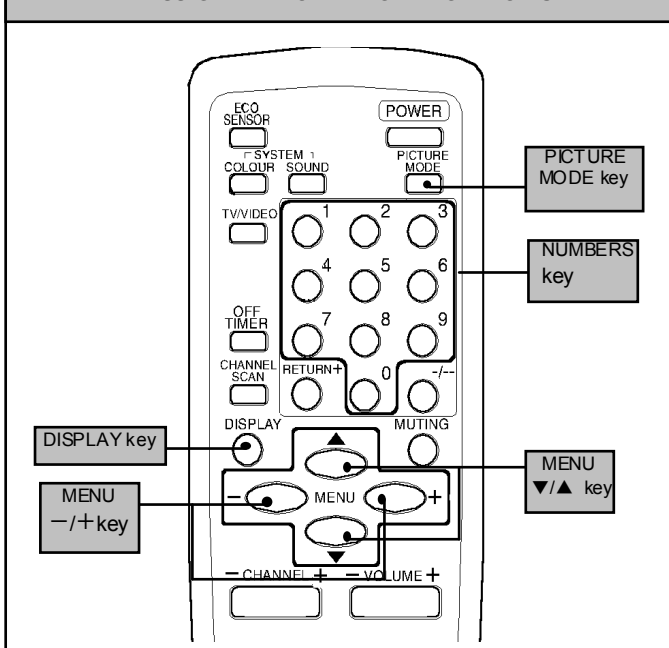 ECO
SENSOR
POWER
SYSTEM
COLOUR SOUND
PICTURE
MODE
PICTURE
MODE key
TV/VIDEO
1 2 3
NUMBERS
key
4 5 6
OFF
TIMER
7 8 9
CHANNEL
SCAN
RETURN+
0
-/--
DISPLAY
MUTING
DISPLAY key
▲
MENU
▼/▲ key
MENU
−/+key
− MENU +
▼
− CHANNEL + − VOLUME +